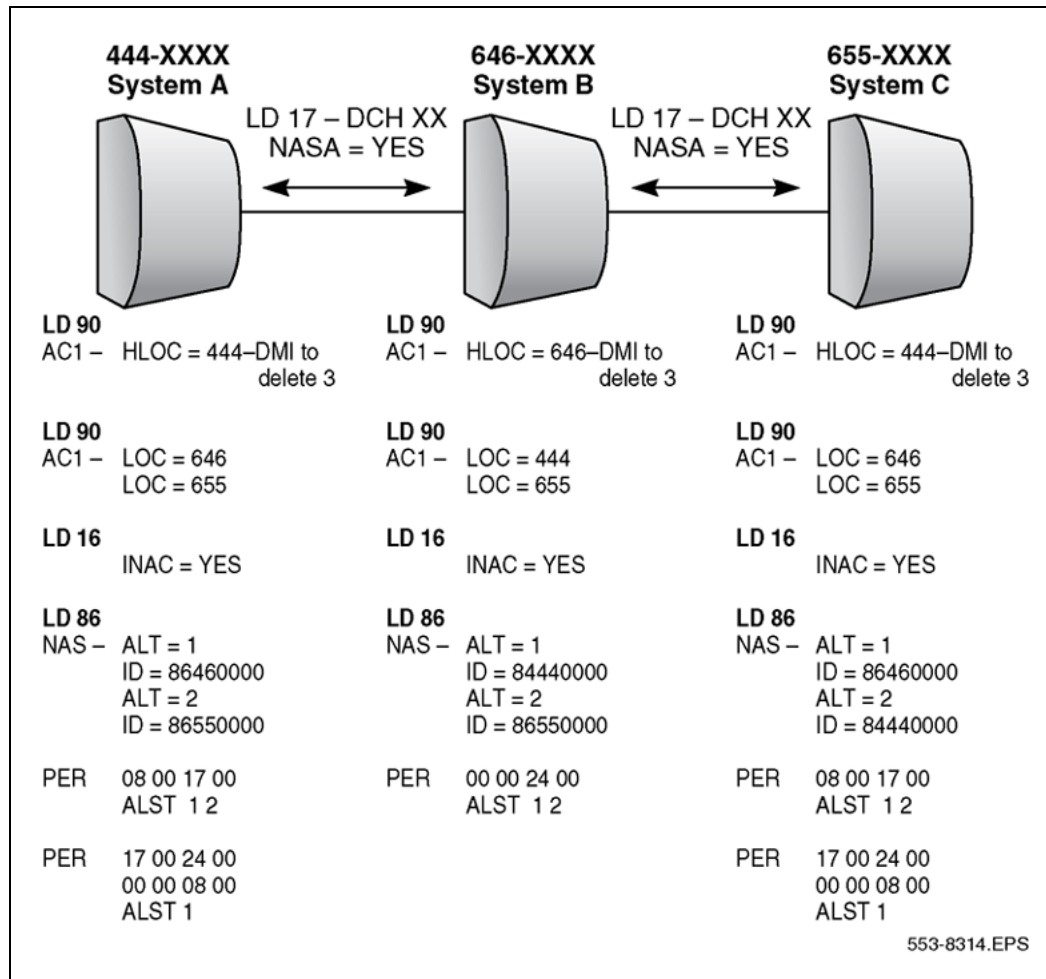 444-XXXX
System A
646-XXXX
System B
655-XXXX
System C
LD 17 – DCH XX
NASA = YES
LD 17 – DCH XX
NASA = YES
LD 90
AC1 – HLOC = 444–DMI to
delete 3
LD 90
AC1 – LOC = 646
LOC = 655
LD 16
INAC = YES
LD 86
NAS – ALT = 1
ID = 86460000
ALT = 2
ID = 86550000
PER 08 00 17 00
ALST 1 2
PER 17 00 24 00
00 00 08 00
ALST 1
LD 90
AC1 – HLOC = 646–DMI to
delete 3
LD 90
AC1 – LOC = 444
LOC = 655
LD 16
INAC = YES
LD 86
NAS – ALT = 1
ID = 84440000
ALT = 2
ID = 86550000
PER 00 00 24 00
ALST 1 2
LD 90
AC1 – HLOC = 444–DMI to
delete 3
LD 90
AC1 – LOC = 646
LOC = 655
LD 16
INAC = YES
LD 86
NAS – ALT = 1
ID = 86460000
ALT = 2
ID = 84440000
PER 08 00 17 00
ALST 1 2
PER 17 00 24 00
00 00 08 00
ALST 1
553-8314.EPS